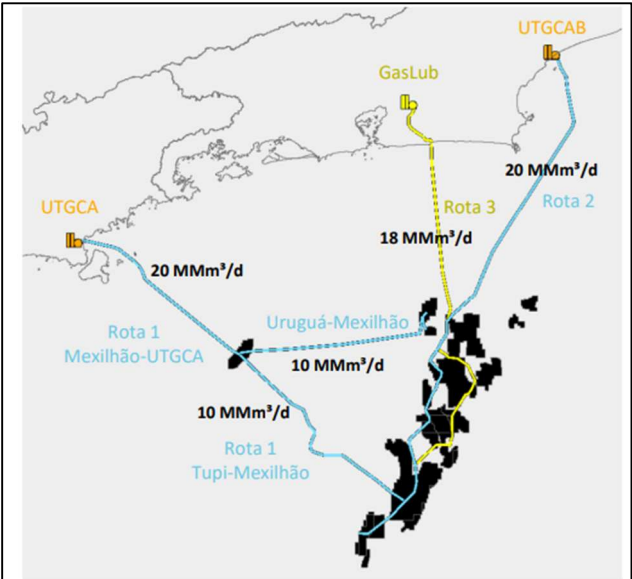 UTGCAB
GasLub
20 MMm³/d
Rota 2
Rota 3
18 MMm³/d
UTGCA
20 MMm³/d
Uruguá-Mexilhão
Rota 1
Mexilhão-UTGCA
10 MMm³/d
10 MMm³/d
Rota 1
Tupi-Mexilhão